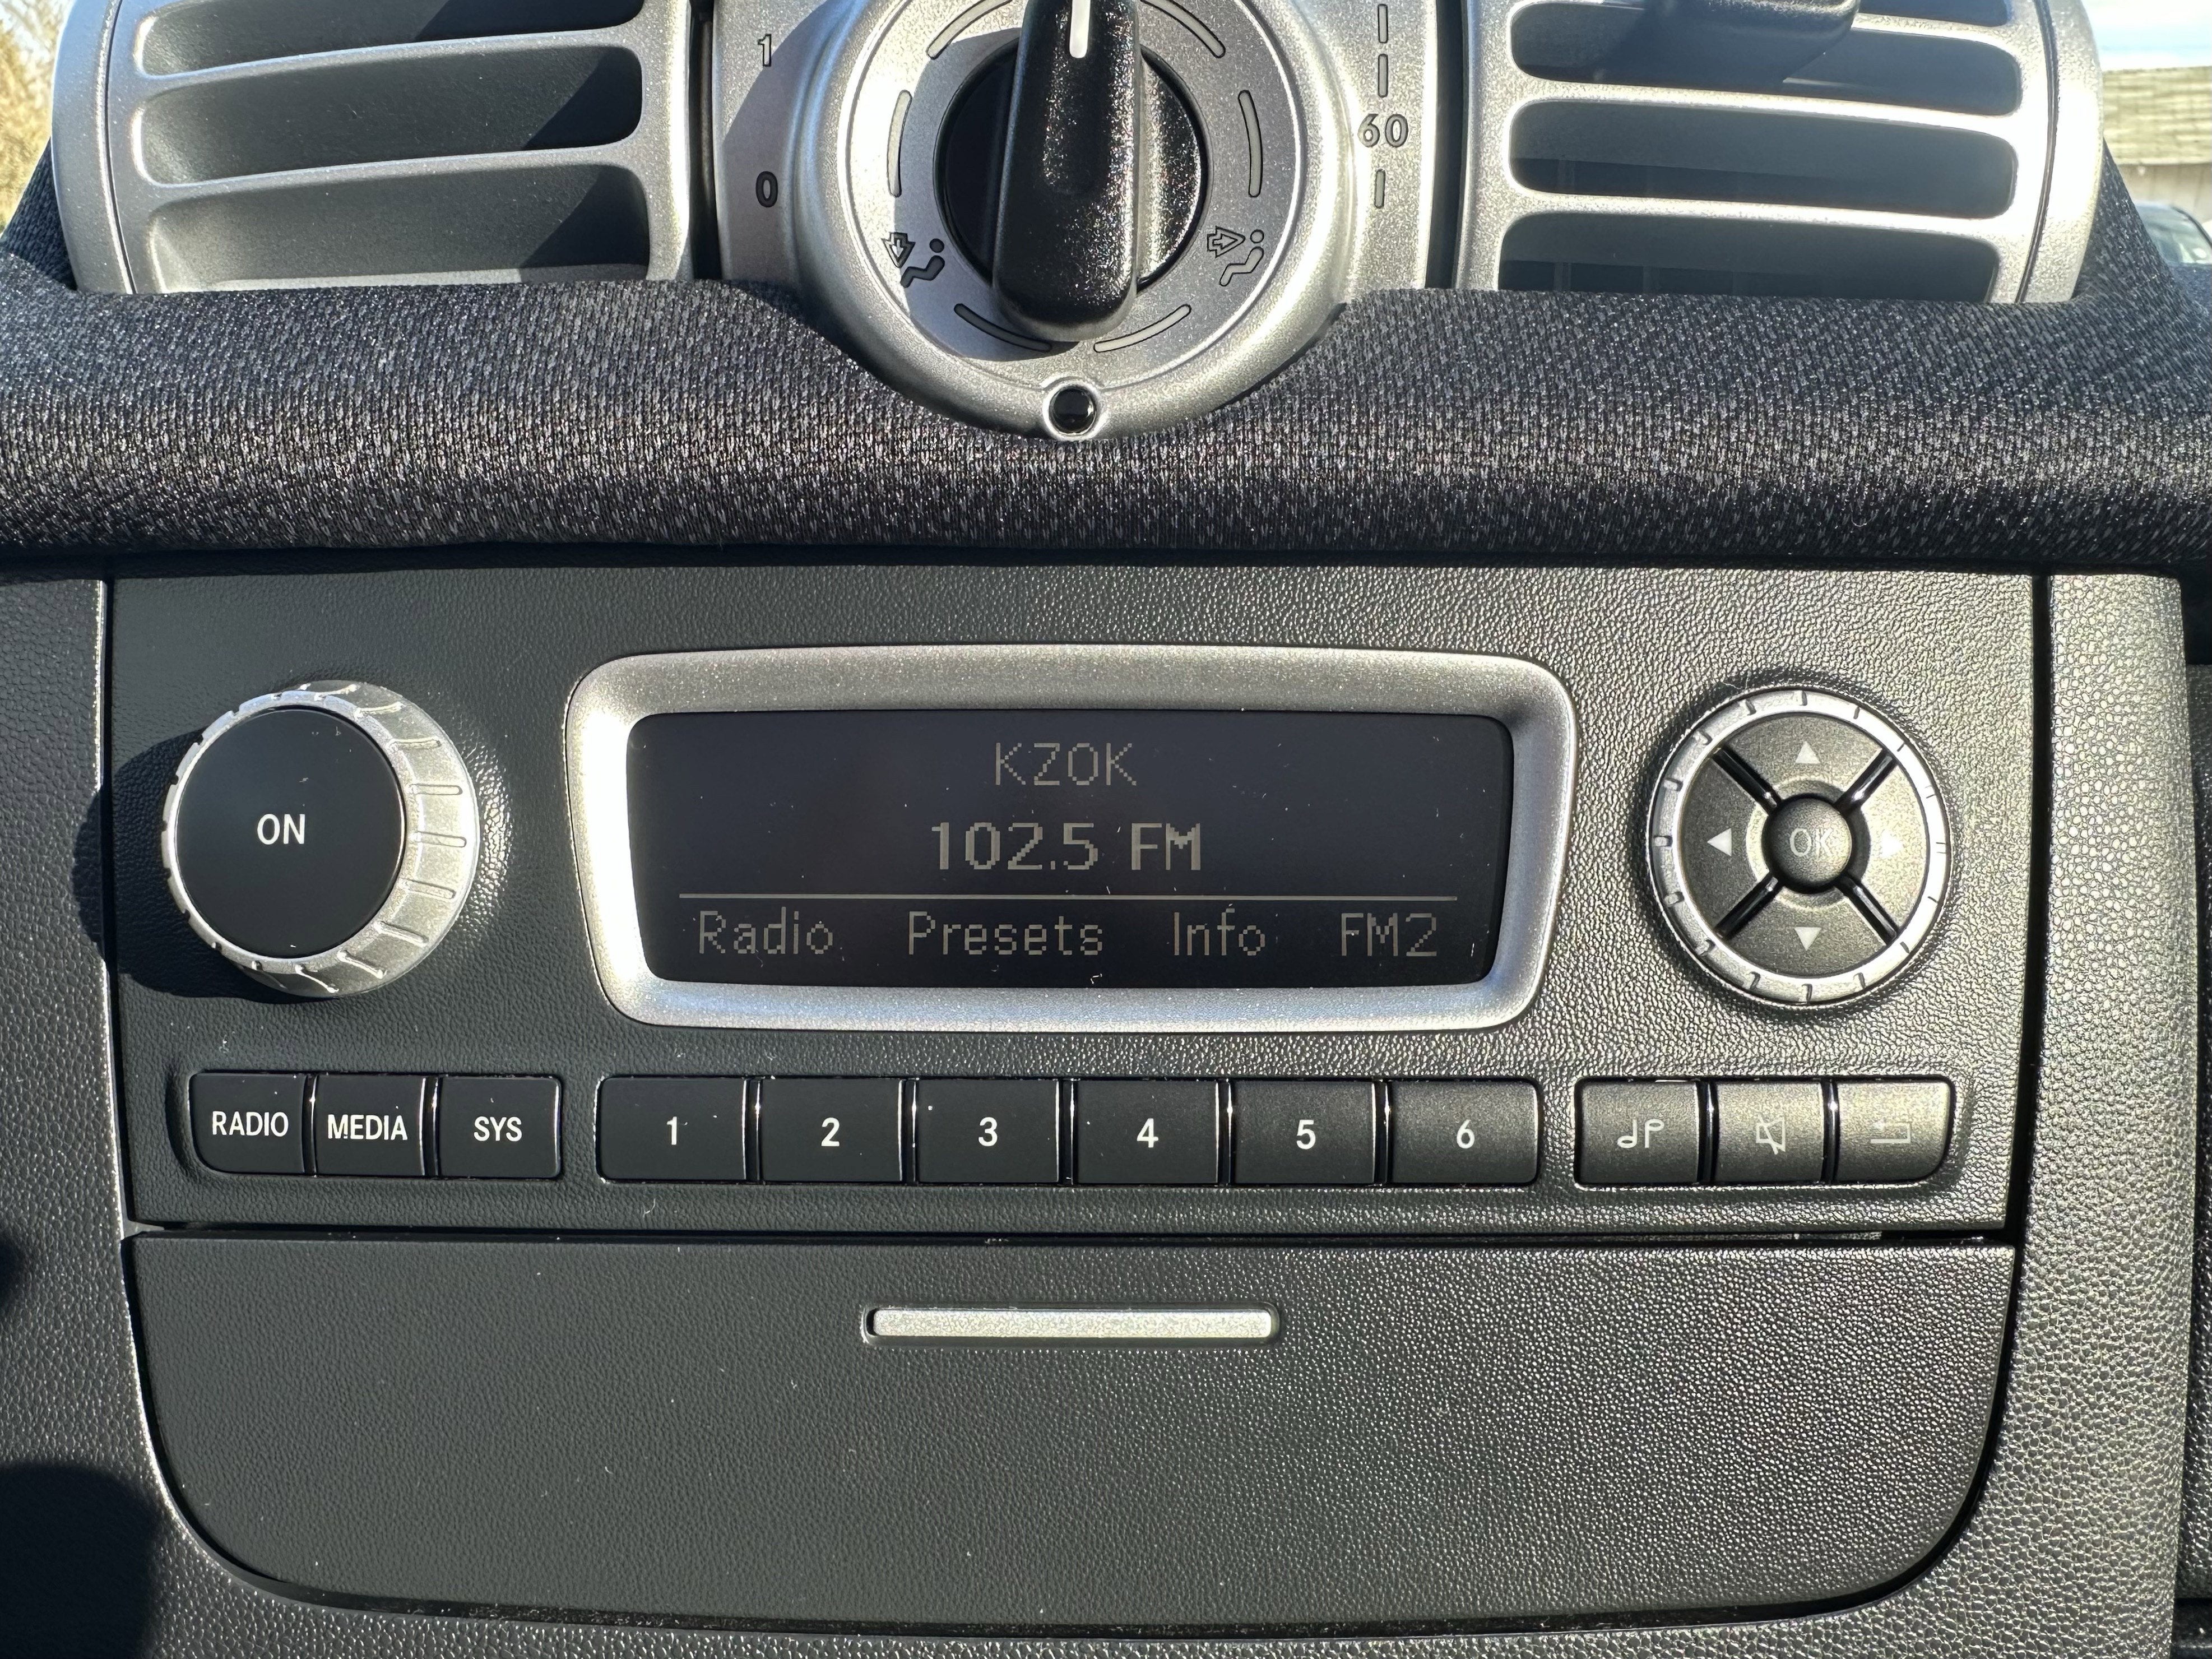 1
0
60
KZOK
102.5 FM
Radio Presets Info FM2
ON
OK
RADIO MEDIA SYS 1 2 3 4 5 6